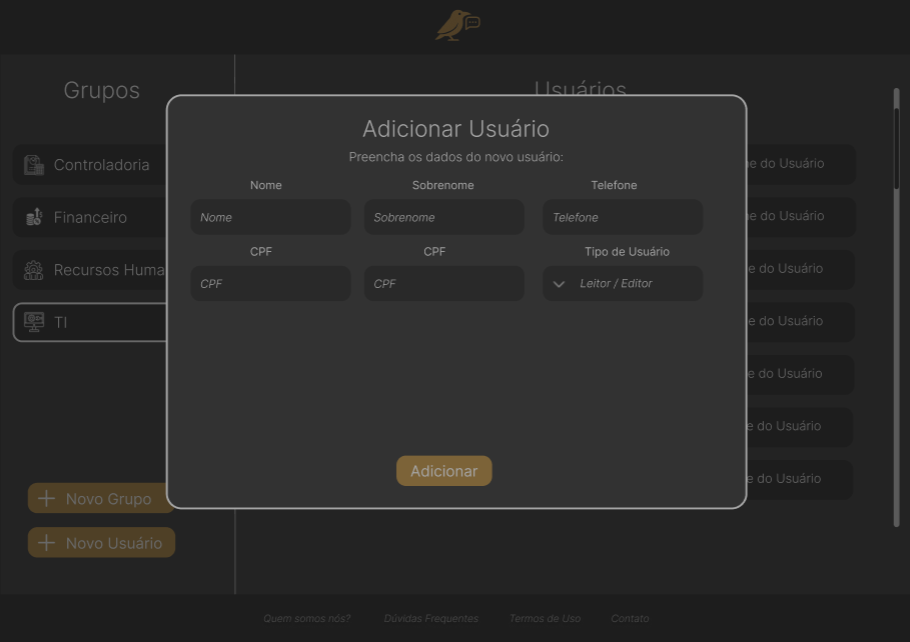 Grupos
Usuários
Controladoria
Financeiro
Recursos Huma
TI
Novo Grupo
Novo Usuário
Adicionar Usuário
Preencha os dados do novo usuário:
Nome Sobrenome Telefone
Nome Sobrenome Telefone
CPF CPF Tipo de Usuário
CPF CPF Leitor / Editor
Adicionar
e do Usuário
e do Usuário
e do Usuário
e do Usuário
e do Usuário
e do Usuário
e do Usuário
Quem somos nós? Dúvidas Frequentes Termos de Uso Contato